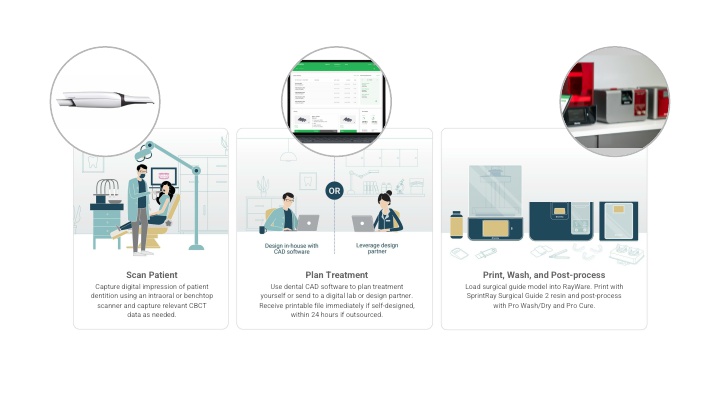 OR
Design in-house with
CAD software
Leverage design
partner
Scan Patient
Capture digital impression of patient
dentition using an intraoral or benchtop
scanner and capture relevant CBCT
data as needed.
Plan Treatment
Use dental CAD software to plan treatment
yourself or send to a digital lab or design partner.
Receive printable file immediately if self-designed,
within 24 hours if outsourced.
Print, Wash, and Post-process
Load surgical guide model into RayWare. Print with
SprintRay Surgical Guide 2 resin and post-process
with Pro Wash/Dry and Pro Cure.